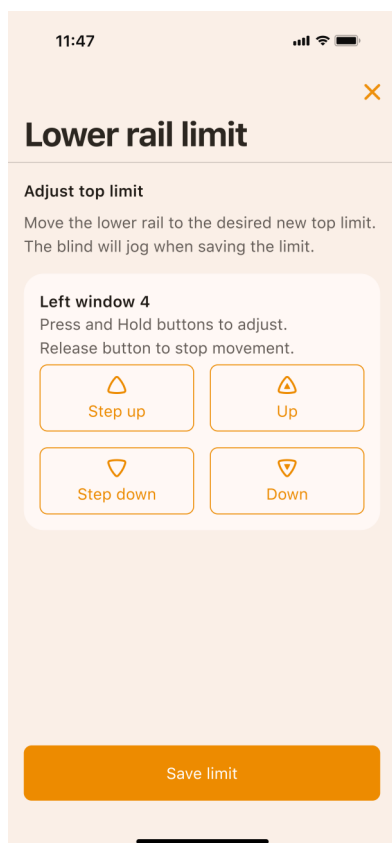 11:47
Lower rail limit
Adjust top limit
Move the lower rail to the desired new top limit.
The blind will jog when saving the limit.
Left window 4
Press and Hold buttons to adjust.
Release button to stop movement.
Step up
Up
Step down
Down
Save limit